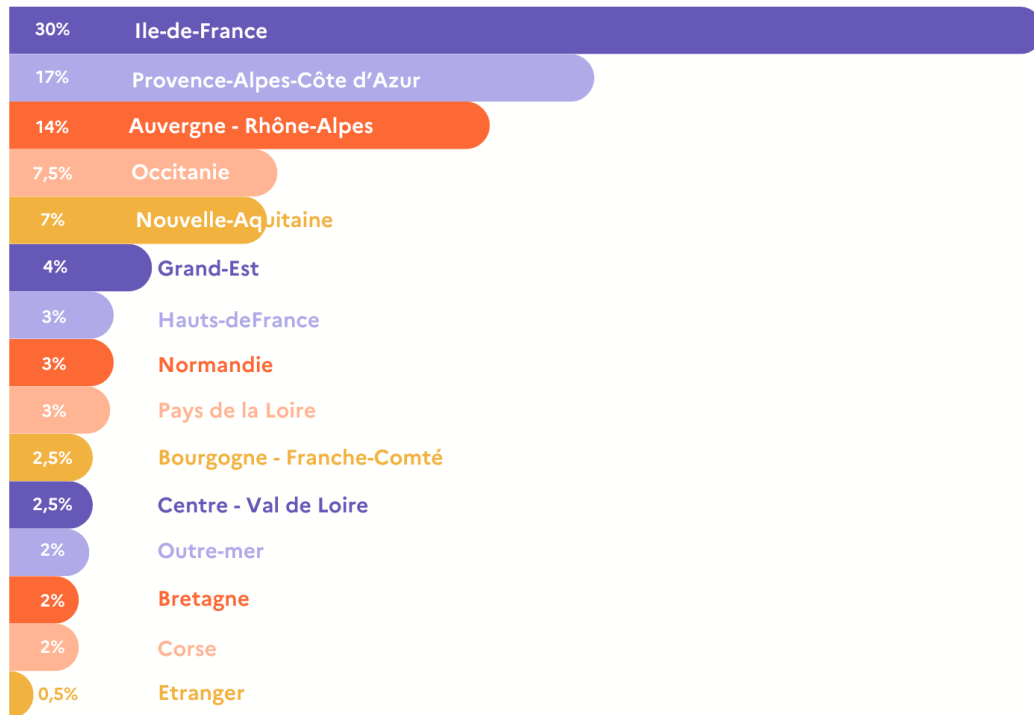 30% Ile-de-France
17% Provence-Alpes-Côte d’Azur
14% Auvergne - Rhône-Alpes
7,5% Occitanie
7% Nouvelle-Aquitaine
4% Grand-Est
3% Hauts-deFrance
3% Normandie
3% Pays de la Loire
2,5% Bourgogne - Franche-Comté
2,5% Centre - Val de Loire
2% Outre-mer
2% Bretagne
2% Corse
0,5% Etranger